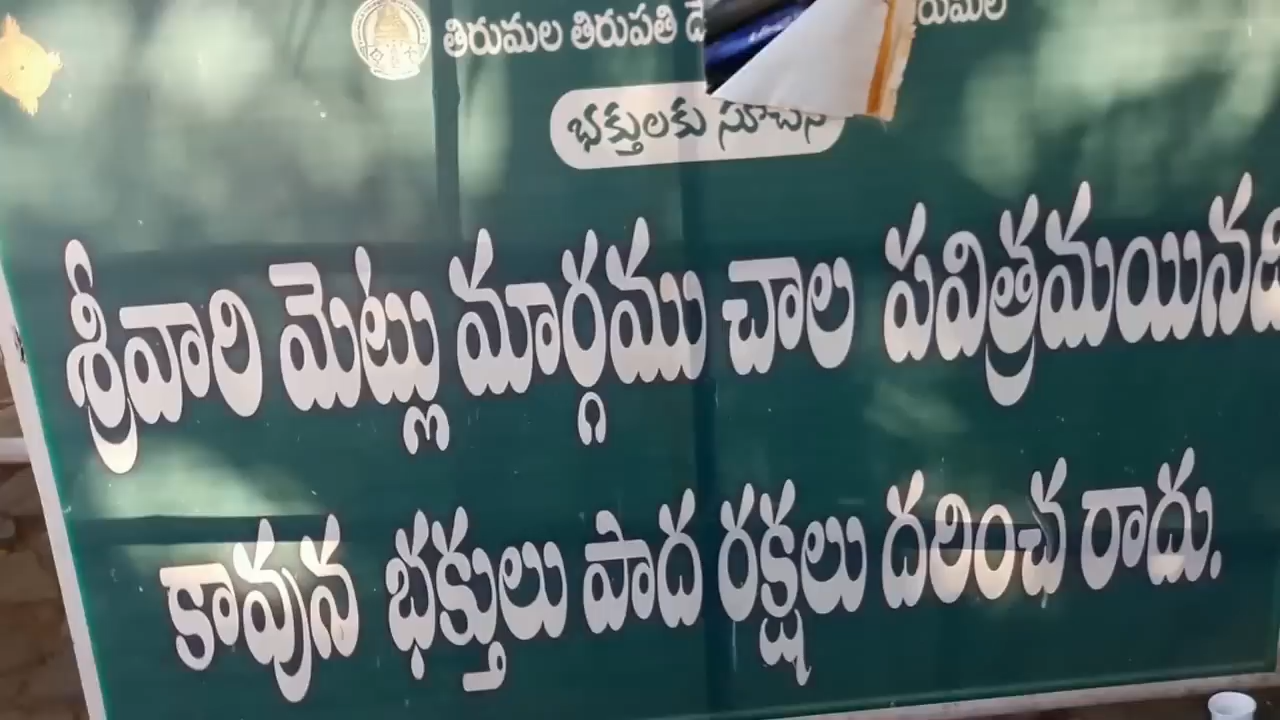 తిరుమల తిరుపతి
భక్తులకు సూచన
శ్రీవారి మెట్లు మార్గము చాల పవిత్రమయినది
కావున భక్తులు పాద రక్షలు దరించ రాదు.